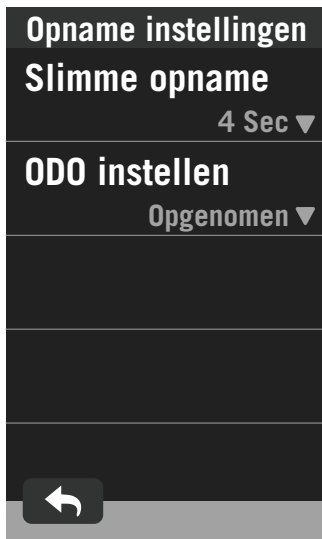 Opname instellingen
Slimme opname
4 Sec
ODO instellen
Opgenomen